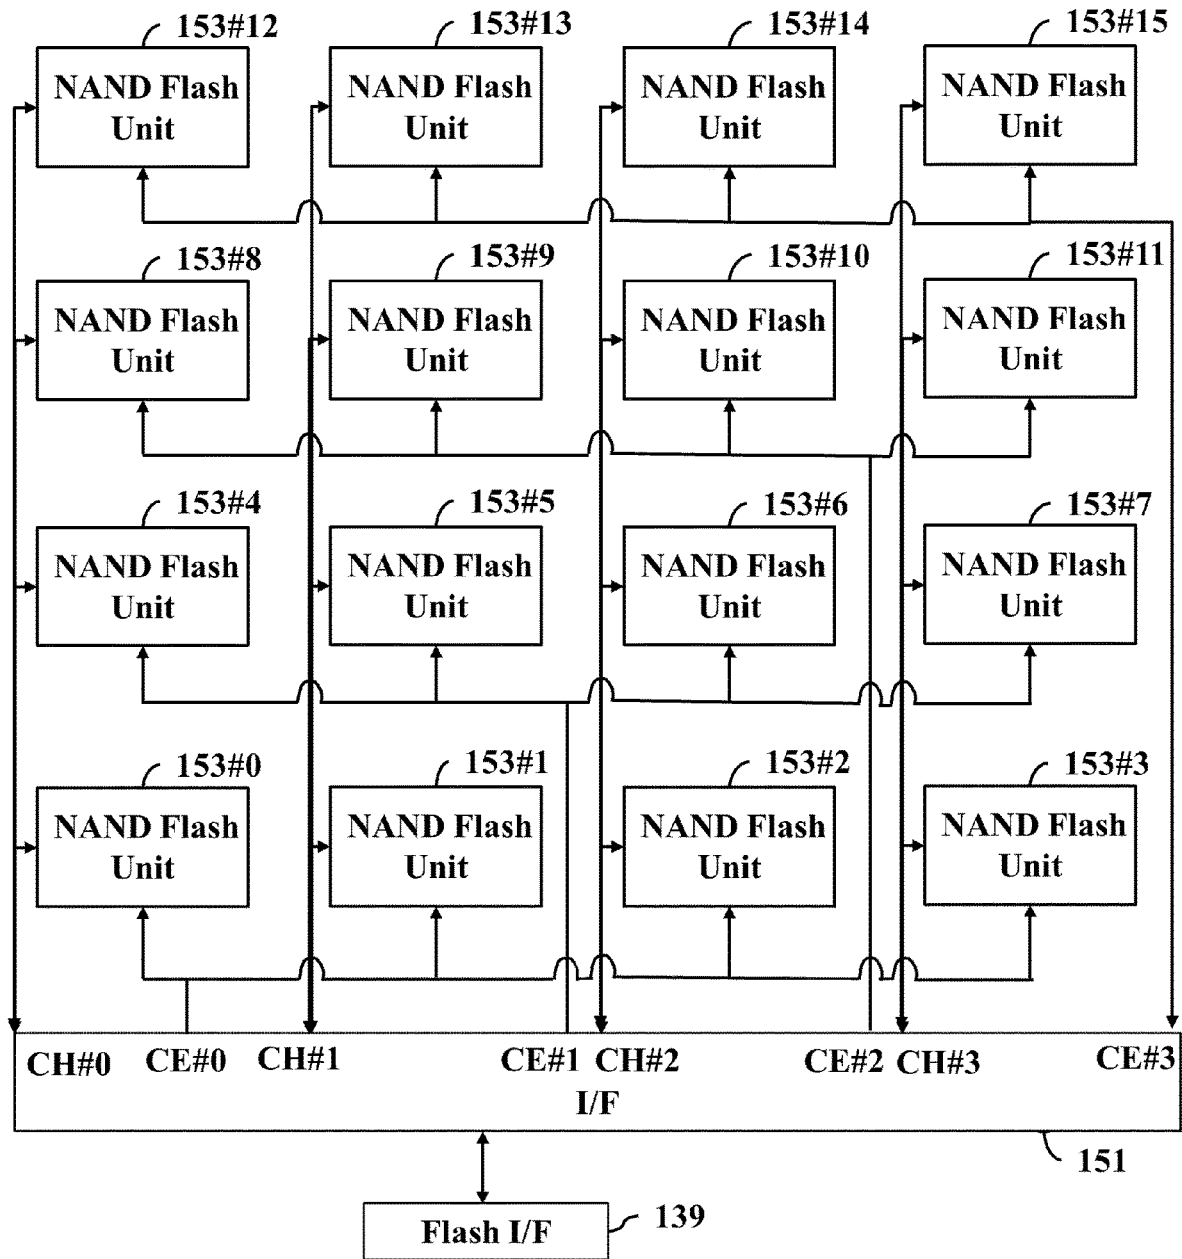 153#12
153#13
153#14
153#15
NAND Flash
Unit
NAND Flash
Unit
NAND Flash
Unit
NAND Flash
Unit
153#8
153#9
153#10
153#11
NAND Flash
Unit
NAND Flash
Unit
NAND Flash
Unit
NAND Flash
Unit
153#4
153#5
153#6
153#7
NAND Flash
Unit
NAND Flash
Unit
NAND Flash
Unit
NAND Flash
Unit
153#0
153#1
153#2
153#3
NAND Flash
Unit
NAND Flash
Unit
NAND Flash
Unit
NAND Flash
Unit
CH#0
CE#0
CH#1
CE#1
CH#2
CE#2
CH#3
CE#3
I/F
151
Flash I/F
139